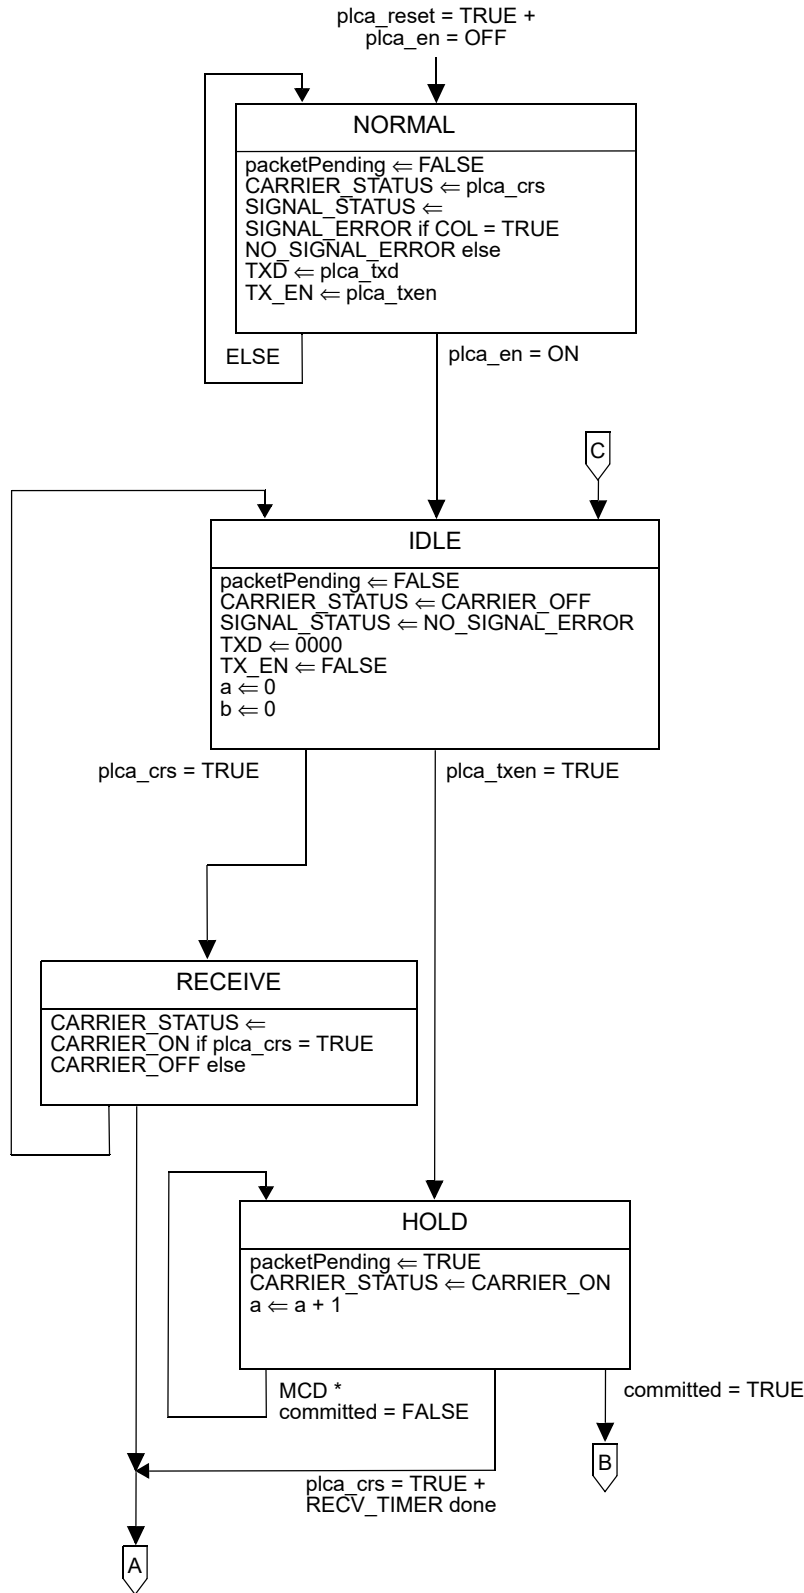 plca_reset = TRUE +
plca_en = OFF
NORMAL
packetPending ⇐ FALSE
CARRIER_STATUS ⇐ plca_crs
SIGNAL_STATUS ⇐
SIGNAL_ERROR if COL = TRUE
NO_SIGNAL_ERROR else
TXD ⇐ plca_txd
TX_EN ⇐ plca_txen
ELSE
plca_en = ON
C
IDLE
packetPending ⇐ FALSE
CARRIER_STATUS ⇐ CARRIER_OFF
SIGNAL_STATUS ⇐ NO_SIGNAL_ERROR
TXD ⇐ 0000
TX_EN ⇐ FALSE
a ⇐ 0
b ⇐ 0
plca_crs = TRUE
plca_txen = TRUE
RECEIVE
CARRIER_STATUS ⇐
CARRIER_ON if plca_crs = TRUE
CARRIER_OFF else
HOLD
packetPending ⇐ TRUE
CARRIER_STATUS ⇐ CARRIER_ON
a ⇐ a + 1
MCD *
committed = FALSE
committed = TRUE
B
plca_crs = TRUE +
RECV_TIMER done
A